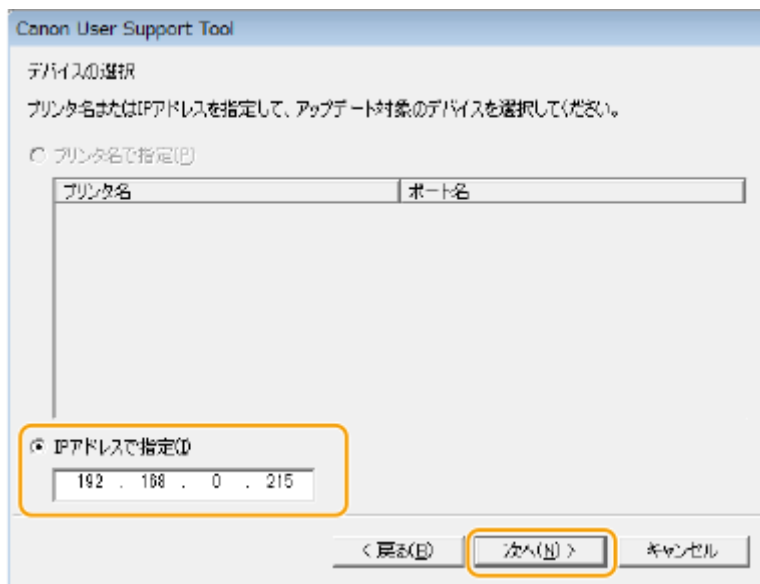 Canon User Support Tool
デバイスの選択
プリンタ名またはIPアドレスを指定して、アップデート対象のデバイスを選択してください。
プリンタ名で指定(P)
プリンタ名 ポート名
IPアドレスで指定(I)
192 . 168 . 0 . 215
< 戻る(B) 次へ(N) > キャンセル